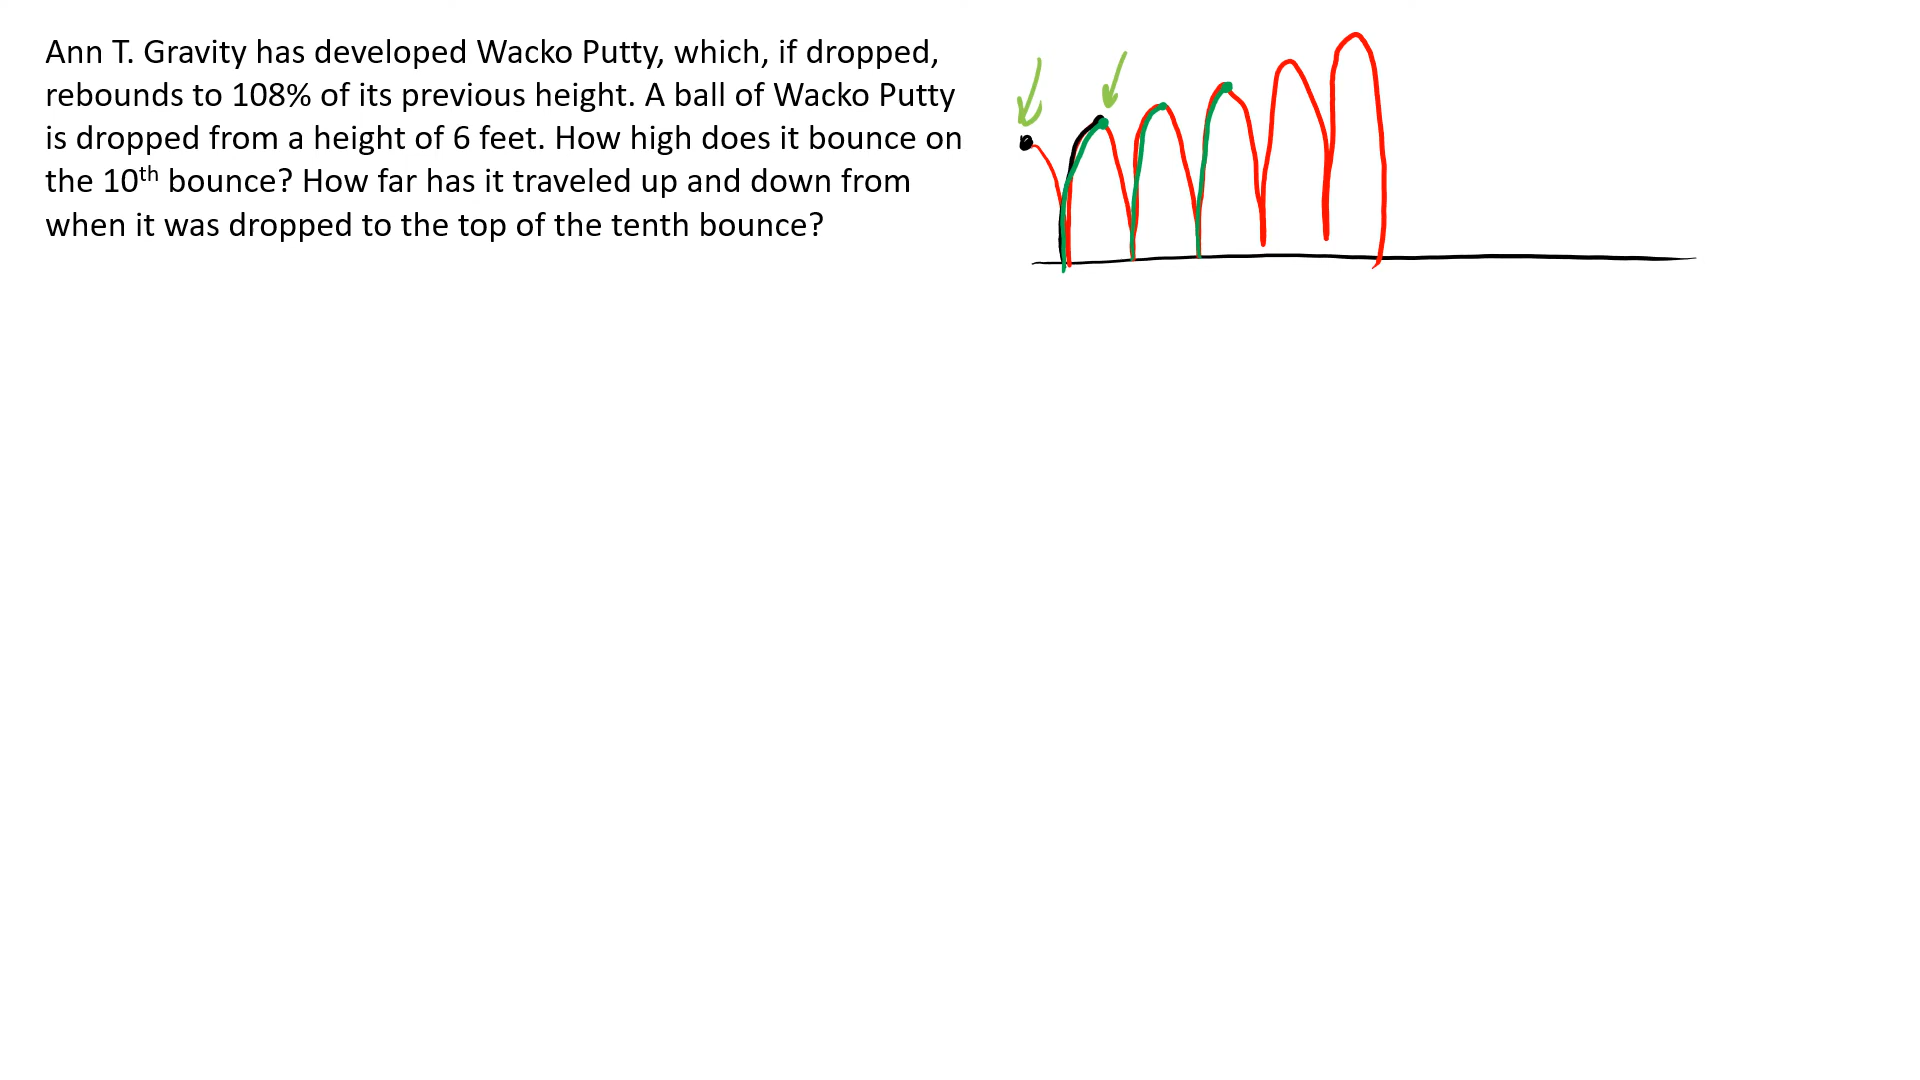 Ann T. Gravity has developed Wacko Putty, which, if dropped,
rebounds to 108% of its previous height. A ball of Wacko Putty
is dropped from a height of 6 feet. How high does it bounce on
the 10th bounce? How far has it traveled up and down from
when it was dropped to the top of the tenth bounce?